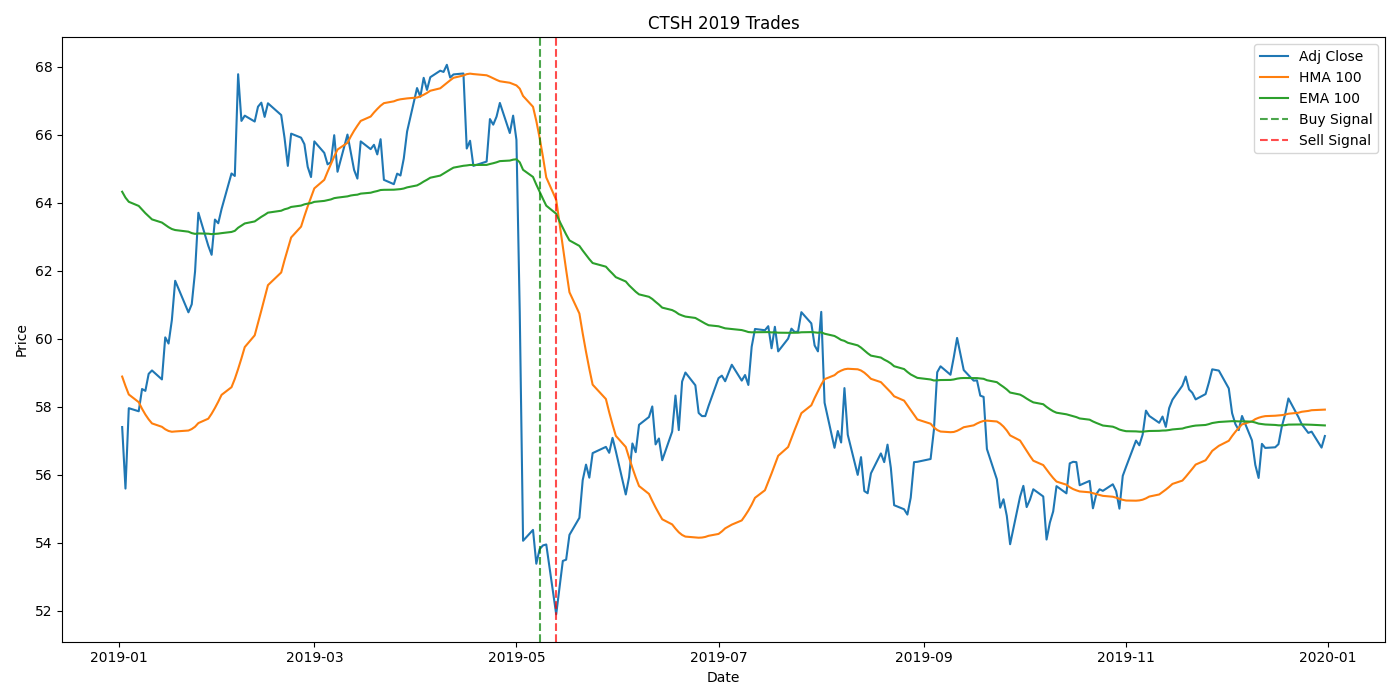 CTSH 2019 Trades
Adj Close
HMA 100
EMA 100
Buy Signal
Sell Signal
68
66
64
62
60
58
56
54
52
Price
2019-01
2019-03
2019-05
2019-07
2019-09
2019-11
2020-01
Date